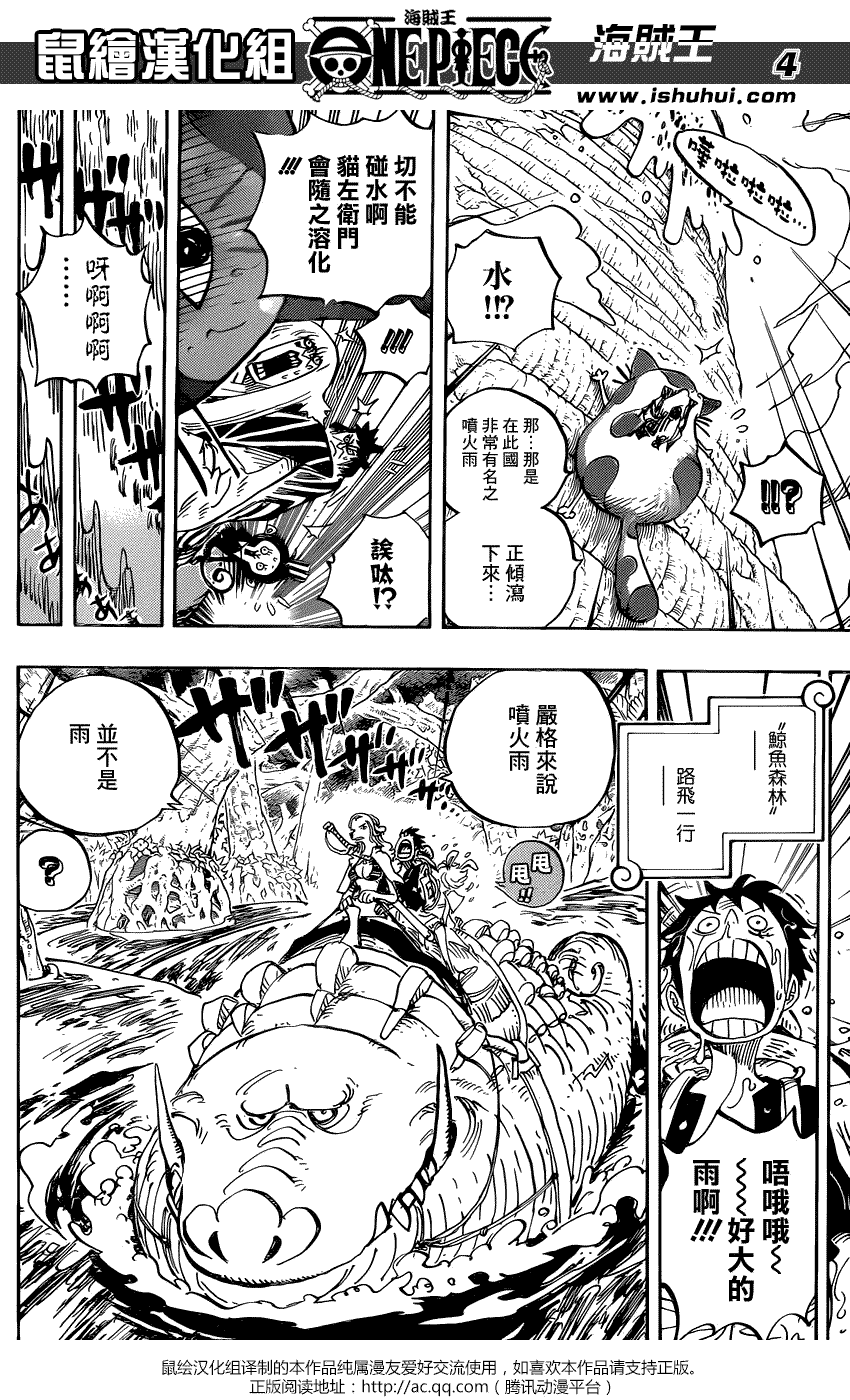 鼠繪漢化組
海賊王
ONE PIECE
海賊王
4
www.ishuhui.com
嘩啦啦啦…
水!!?
!!?
那…那是
在此國
非常有名之
噴火雨
正傾瀉
下來…
切不能
碰水啊
貓左衛門
會隨之溶化
!!!
!!!
誒呔!?
呀啊啊啊
……
〝鯨魚森林〞
——
路飛一行
——
唔哦哦~
~~好大的
雨啊!!!
嚴格來說
噴火雨
並不是
雨
?
甩
甩
!!
ザザザ
鼠绘汉化组译制的本作品纯属漫友爱好交流使用，如喜欢本作品请支持正版。
正版阅读地址：http://ac.qq.com（腾讯动漫平台）